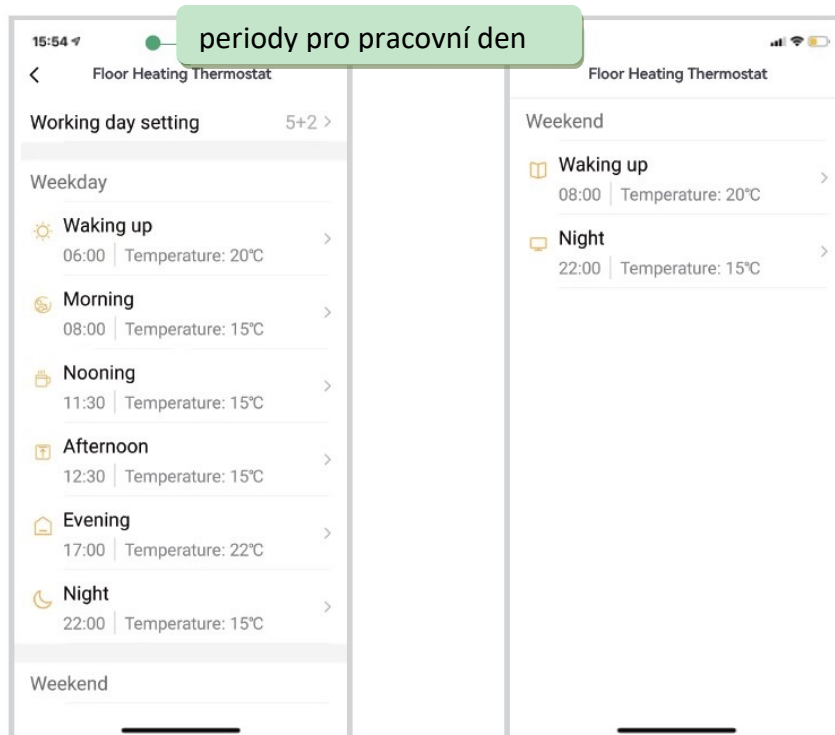 periody pro pracovní den
15:54
Floor Heating Thermostat
Working day setting 5+2 >
Weekday
Waking up
06:00 | Temperature: 20℃
Morning
08:00 | Temperature: 15℃
Nooning
11:30 | Temperature: 15℃
Afternoon
12:30 | Temperature: 15℃
Evening
17:00 | Temperature: 22℃
Night
22:00 | Temperature: 15℃
Weekend
Floor Heating Thermostat
Weekend
Waking up
08:00 | Temperature: 20℃
Night
22:00 | Temperature: 15℃